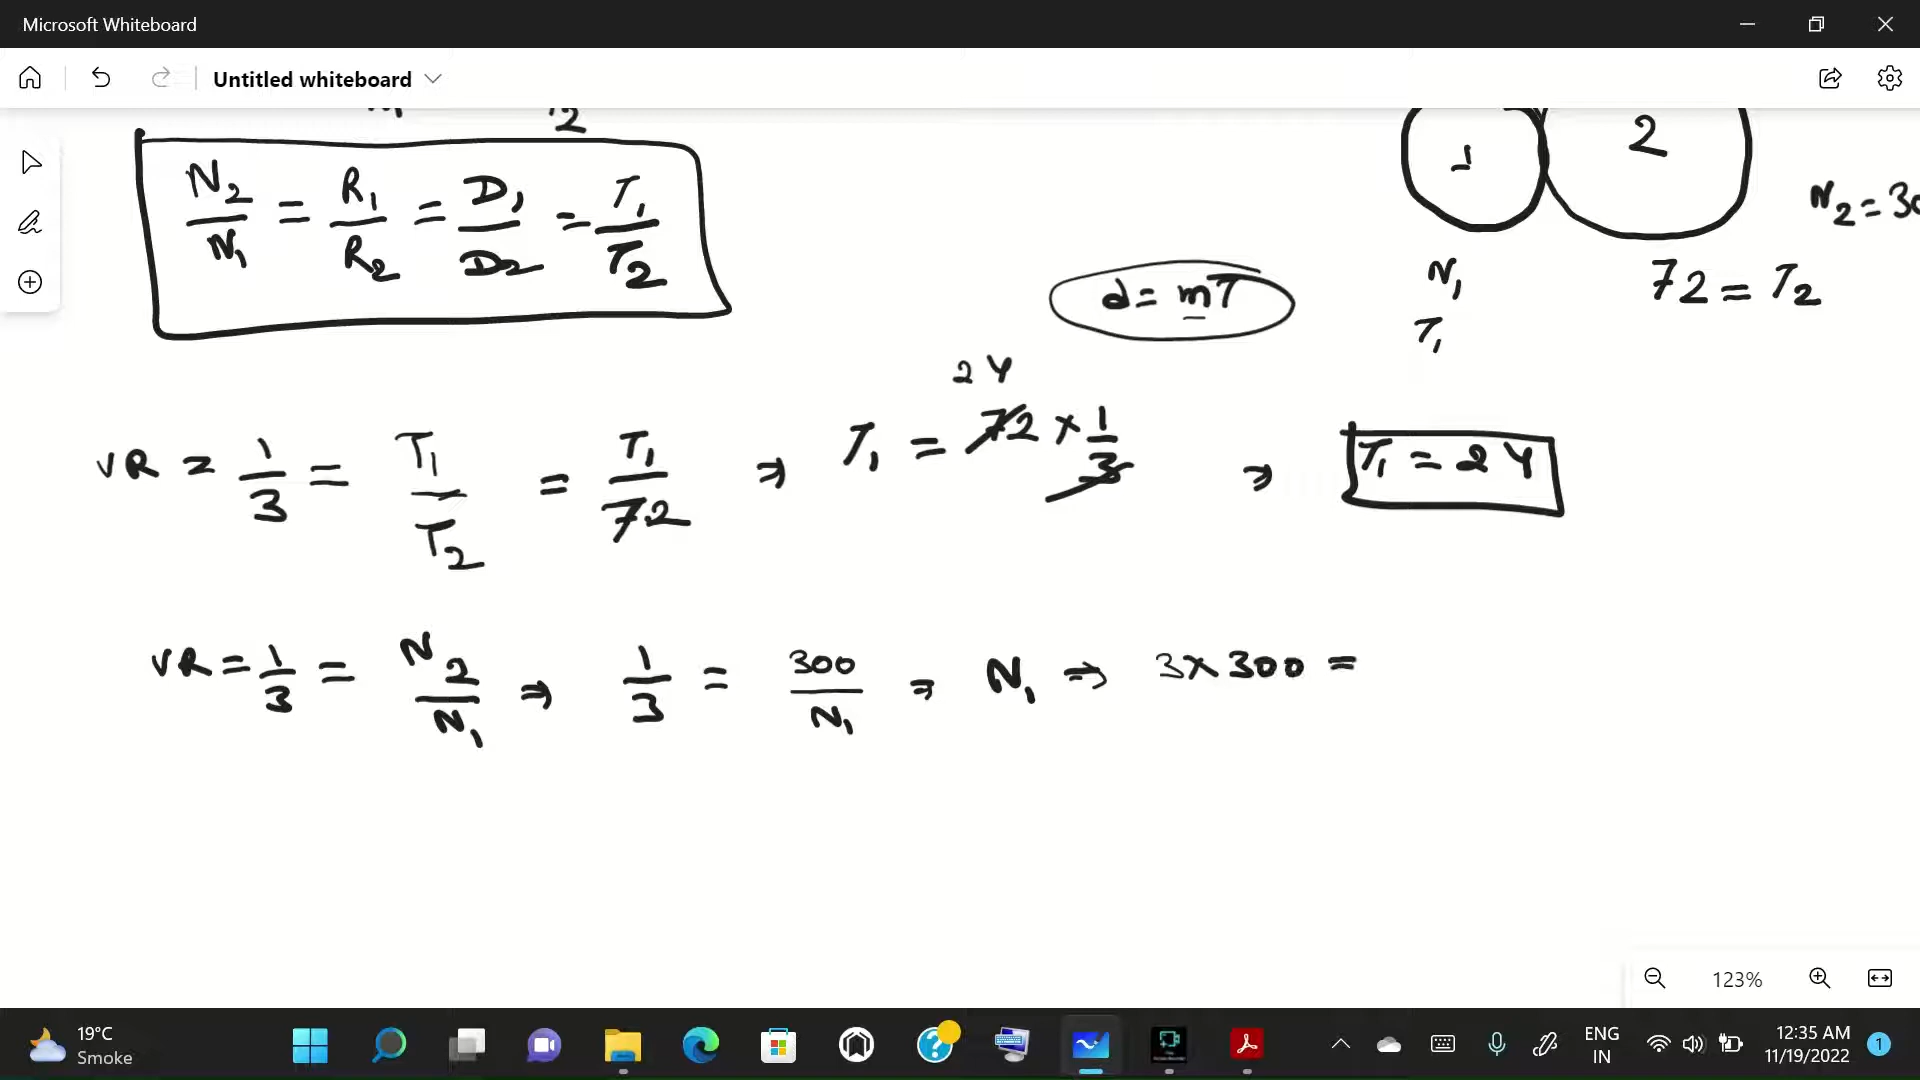 Microsoft Whiteboard
Untitled whiteboard
2
N2/N1 = R1/R2 = D1/D2 = T1/T2
1
2
N2 = 30
N1
72 = T2
T1
d = mT
VR = 1/3 = T1/T2 = T1/72 ⇒ T1 = 72 × 1/3 ⇒ T1 = 24
24
VR = 1/3 = N2/N1 ⇒ 1/3 = 300/N1 ⇒ N1 ⇒ 3×300 =
123%
19°C
Smoke
ENG
IN
12:35 AM
11/19/2022
1